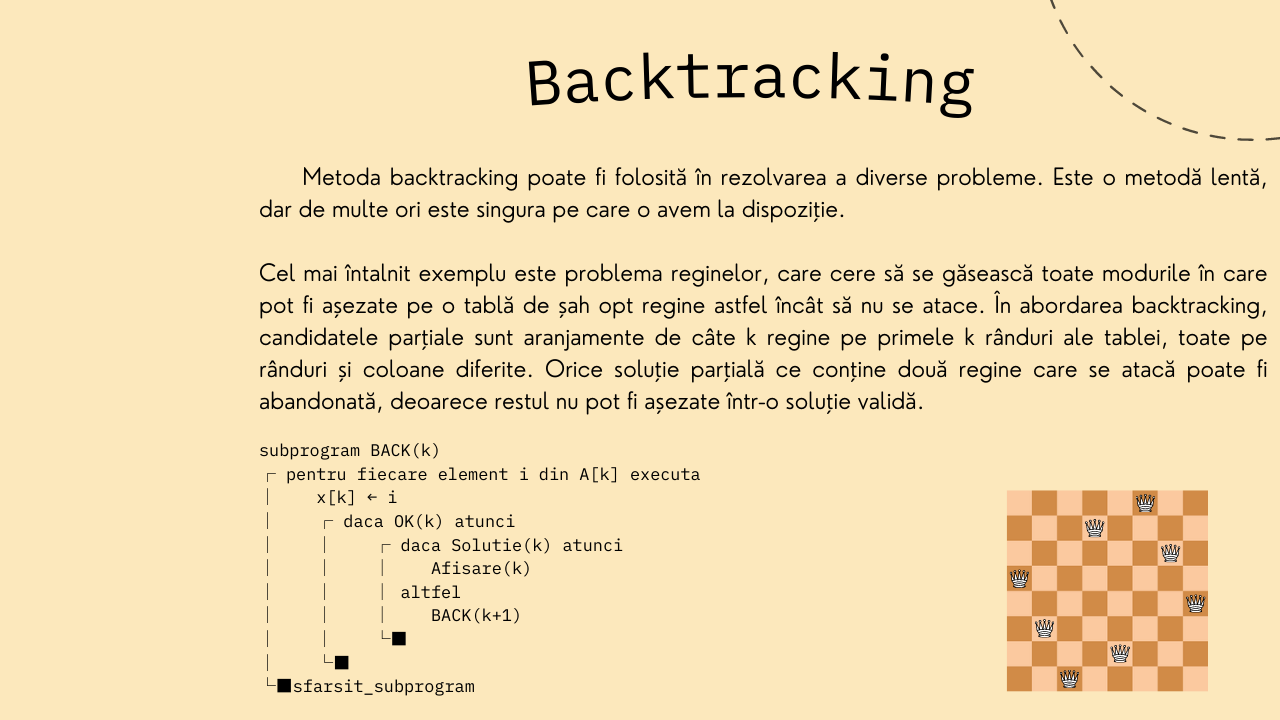 Backtracking
Metoda backtracking poate fi folosită în rezolvarea a diverse probleme. Este o metodă lentă,
dar de multe ori este singura pe care o avem la dispoziție.
Cel mai întalnit exemplu este problema reginelor, care cere să se găsească toate modurile în care
pot fi așezate pe o tablă de șah opt regine astfel încât să nu se atace. În abordarea backtracking,
candidatele parțiale sunt aranjamente de câte k regine pe primele k rânduri ale tablei, toate pe
rânduri și coloane diferite. Orice soluție parțială ce conține două regine care se atacă poate fi
abandonată, deoarece restul nu pot fi așezate într-o soluție validă.
subprogram BACK(k)
┌ pentru fiecare element i din A[k] executa
│ x[k] ← i
│ ┌ daca OK(k) atunci
│ │ ┌ daca Solutie(k) atunci
│ │ │ Afisare(k)
│ │ │ altfel
│ │ │ BACK(k+1)
│ │ └■
│ └■
└■sfarsit_subprogram